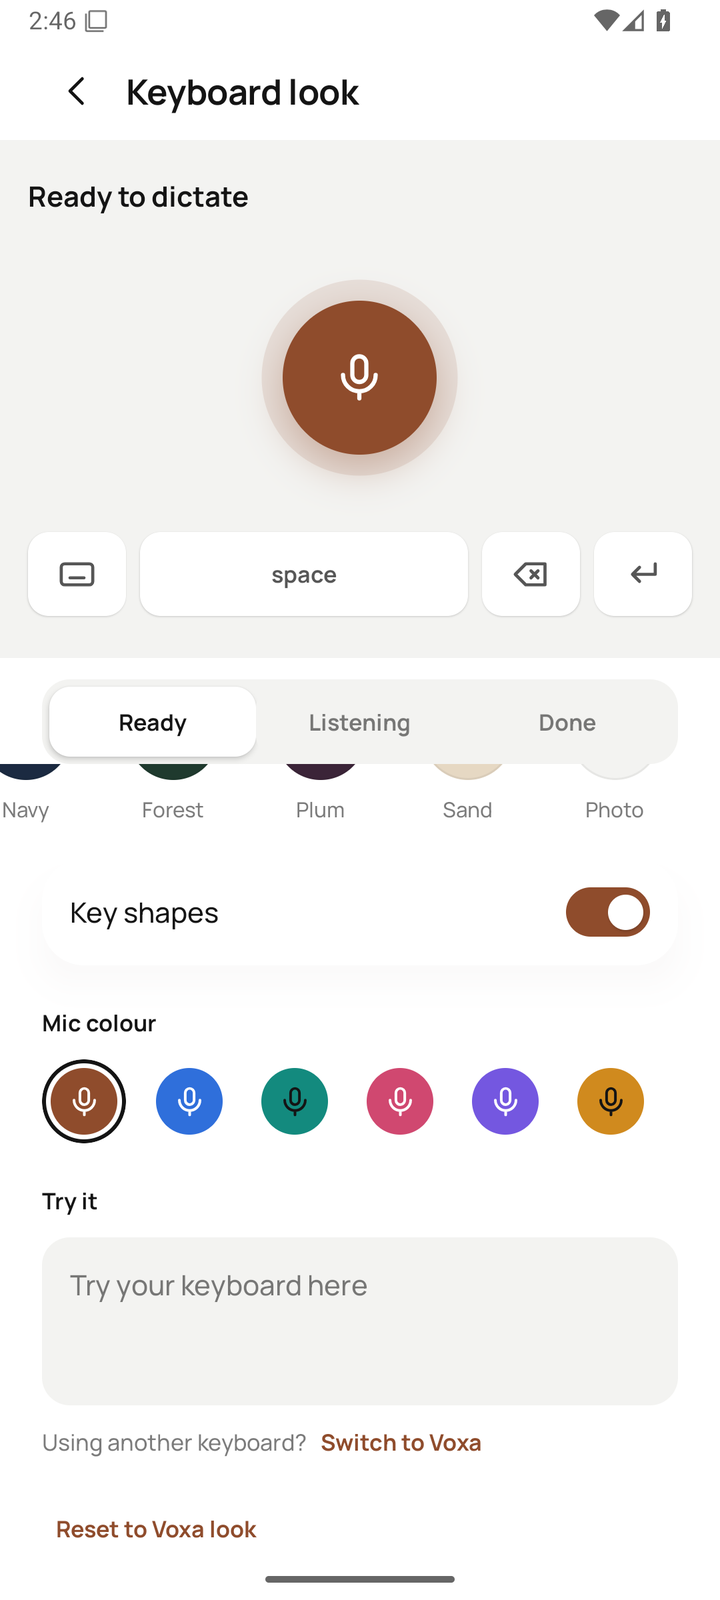 2:46
Keyboard look
Ready to dictate
space
Ready Listening Done
Navy Forest Plum Sand Photo
Key shapes
Mic colour
Try it
Try your keyboard here
Using another keyboard? Switch to Voxa
Reset to Voxa look